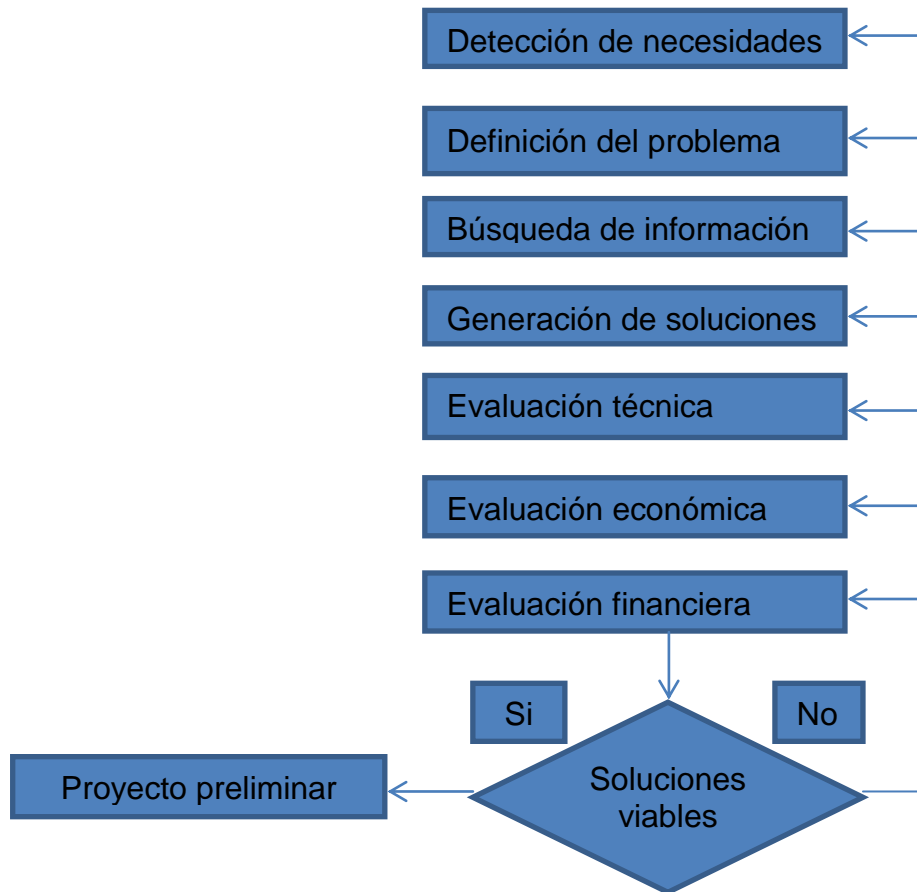 Detección de necesidades
Definición del problema
Búsqueda de información
Generación de soluciones
Evaluación técnica
Evaluación económica
Evaluación financiera
Si
No
Proyecto preliminar
Soluciones
viables